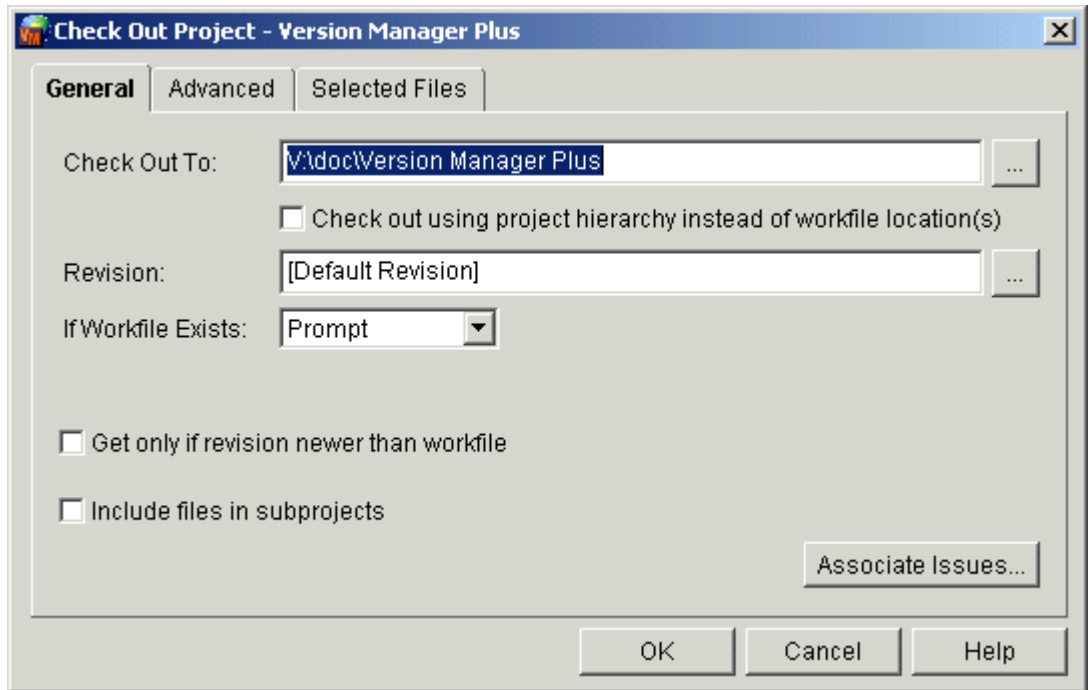 Check Out Project - Version Manager Plus
General Advanced Selected Files
Check Out To: V:\doc\Version Manager Plus ...
Check out using project hierarchy instead of workfile location(s)
Revision: [Default Revision] ...
If Workfile Exists: Prompt
Get only if revision newer than workfile
Include files in subprojects
Associate Issues...
OK Cancel Help